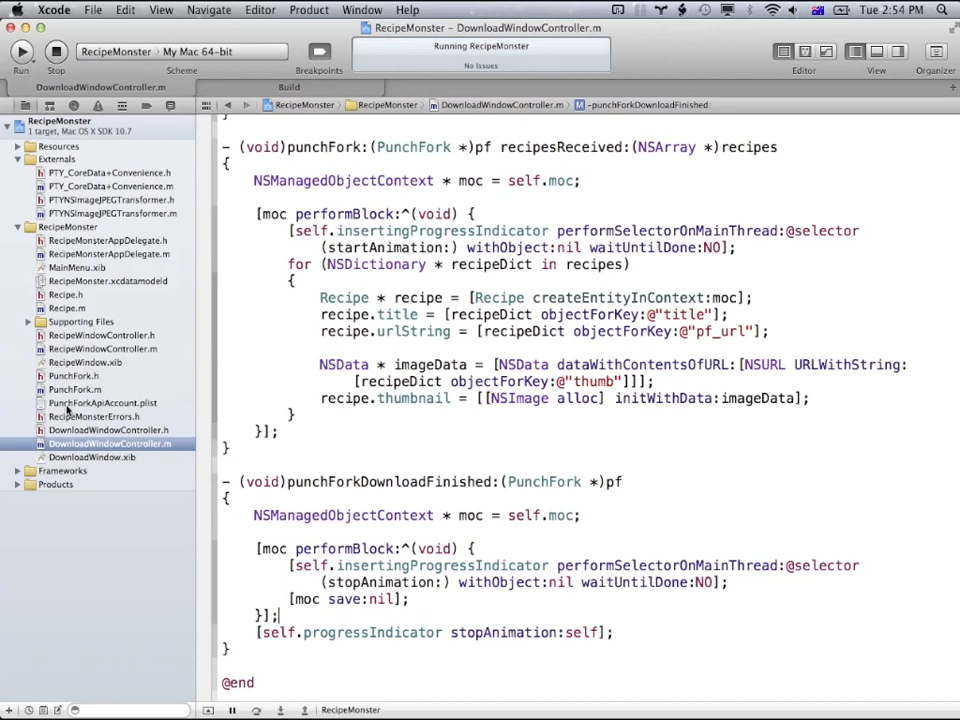 Xcode File Edit View Navigate Editor Product Window Help Tue 2:54 PM
RecipeMonster – DownloadWindowController.m
Run Stop RecipeMonster My Mac 64-bit Scheme Breakpoints Running RecipeMonster No Issues Editor View Organizer
DownloadWindowController.m Build
RecipeMonster RecipeMonster DownloadWindowController.m M -punchForkDownloadFinished:
RecipeMonster
1 target, Mac OS X SDK 10.7
Resources
Externals
PTY_CoreData+Convenience.h
PTY_CoreData+Convenience.m
PTYNSImageJPEGTransformer.h
PTYNSImageJPEGTransformer.m
RecipeMonster
RecipeMonsterAppDelegate.h
RecipeMonsterAppDelegate.m
MainMenu.xib
RecipeMonster.xcdatamodeld
Recipe.h
Recipe.m
Supporting Files
RecipeWindowController.h
RecipeWindowController.m
RecipeWindow.xib
PunchFork.h
PunchFork.m
PunchForkApiAccount.plist
RecipeMonsterErrors.h
DownloadWindowController.h
DownloadWindowController.m
DownloadWindow.xib
Frameworks
Products
}
- (void)punchFork:(PunchFork *)pf recipesReceived:(NSArray *)recipes
{
NSManagedObjectContext * moc = self.moc;
[moc performBlock:^(void) {
[self.insertingProgressIndicator performSelectorOnMainThread:@selector
(startAnimation:) withObject:nil waitUntilDone:NO];
for (NSDictionary * recipeDict in recipes)
{
Recipe * recipe = [Recipe createEntityInContext:moc];
recipe.title = [recipeDict objectForKey:@"title"];
recipe.urlString = [recipeDict objectForKey:@"pf_url"];
NSData * imageData = [NSData dataWithContentsOfURL:[NSURL URLWithString:
[recipeDict objectForKey:@"thumb"]]];
recipe.thumbnail = [[NSImage alloc] initWithData:imageData];
}
}];
}
- (void)punchForkDownloadFinished:(PunchFork *)pf
{
NSManagedObjectContext * moc = self.moc;
[moc performBlock:^(void) {
[self.insertingProgressIndicator performSelectorOnMainThread:@selector
(stopAnimation:) withObject:nil waitUntilDone:NO];
[moc save:nil];
}];
[self.progressIndicator stopAnimation:self];
}
@end
RecipeMonster